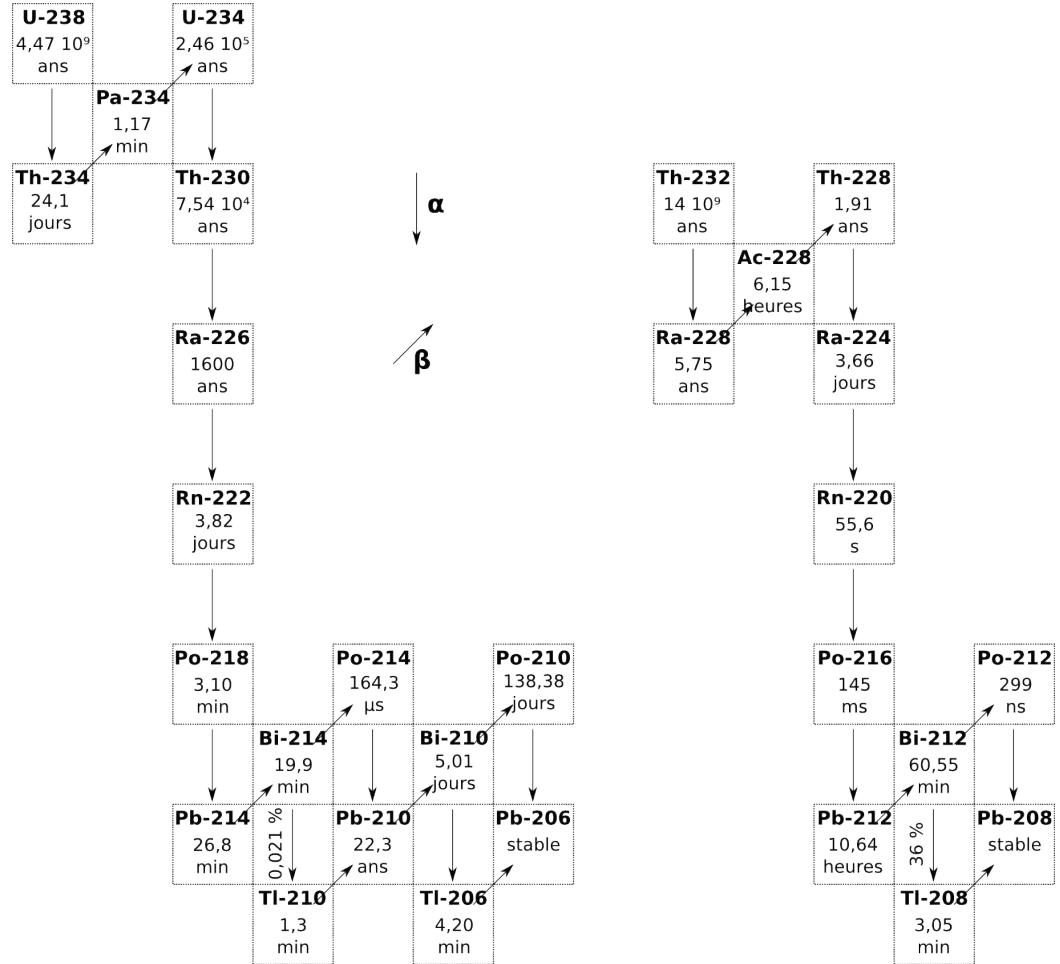 U-238
4,47 10⁹
ans
U-234
2,46 10⁵
ans
Pa-234
1,17
min
Th-234
24,1
jours
Th-230
7,54 10⁴
ans
α
β
Ra-226
1600
ans
Rn-222
3,82
jours
Po-218
3,10
min
Po-214
164,3
µs
Po-210
138,38
jours
Bi-214
19,9
min
Bi-210
5,01
jours
Pb-214
26,8
min
0,021 %
Pb-210
22,3
ans
Pb-206
stable
Tl-210
1,3
min
Tl-206
4,20
min
Th-232
14 10⁹
ans
Th-228
1,91
ans
Ac-228
6,15
heures
Ra-228
5,75
ans
Ra-224
3,66
jours
Rn-220
55,6
s
Po-216
145
ms
Po-212
299
ns
Bi-212
60,55
min
Pb-212
10,64
heures
36 %
Pb-208
stable
Tl-208
3,05
min